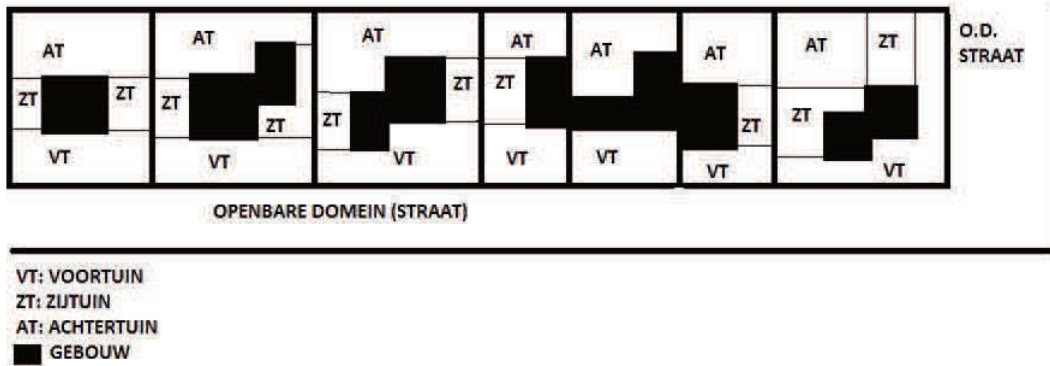 AT AT AT AT AT AT AT ZT O.D.
STRAAT
ZT ZT ZT ZT ZT ZT ZT ZT ZT
VT VT VT VT VT VT VT
OPENBARE DOMEIN (STRAAT)
VT: VOORTUIN
ZT: ZIJTUIN
AT: ACHTERTUIN
GEBOUW